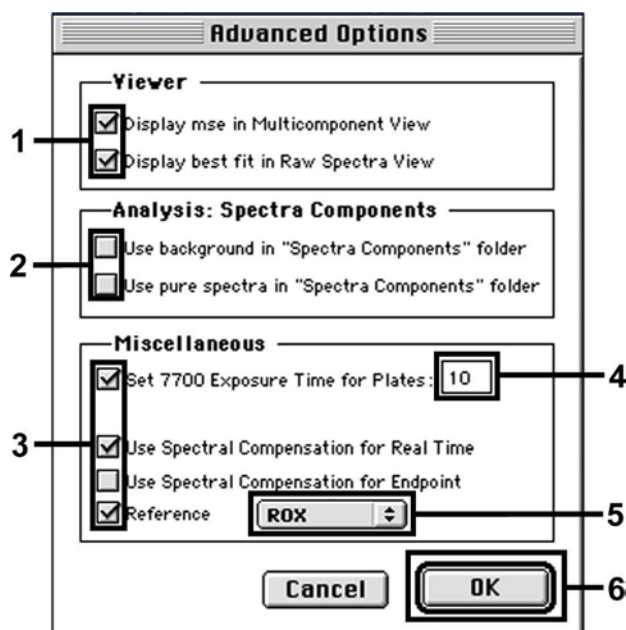 Advanced Options
Viewer
1
Display mse in Multicomponent View
Display best fit in Raw Spectra View
Analysis: Spectra Components
2
Use background in "Spectra Components" folder
Use pure spectra in "Spectra Components" folder
Miscellaneous
Set 7700 Exposure Time for Plates: 10 4
3 Use Spectral Compensation for Real Time
Use Spectral Compensation for Endpoint
Reference ROX 5
Cancel OK 6